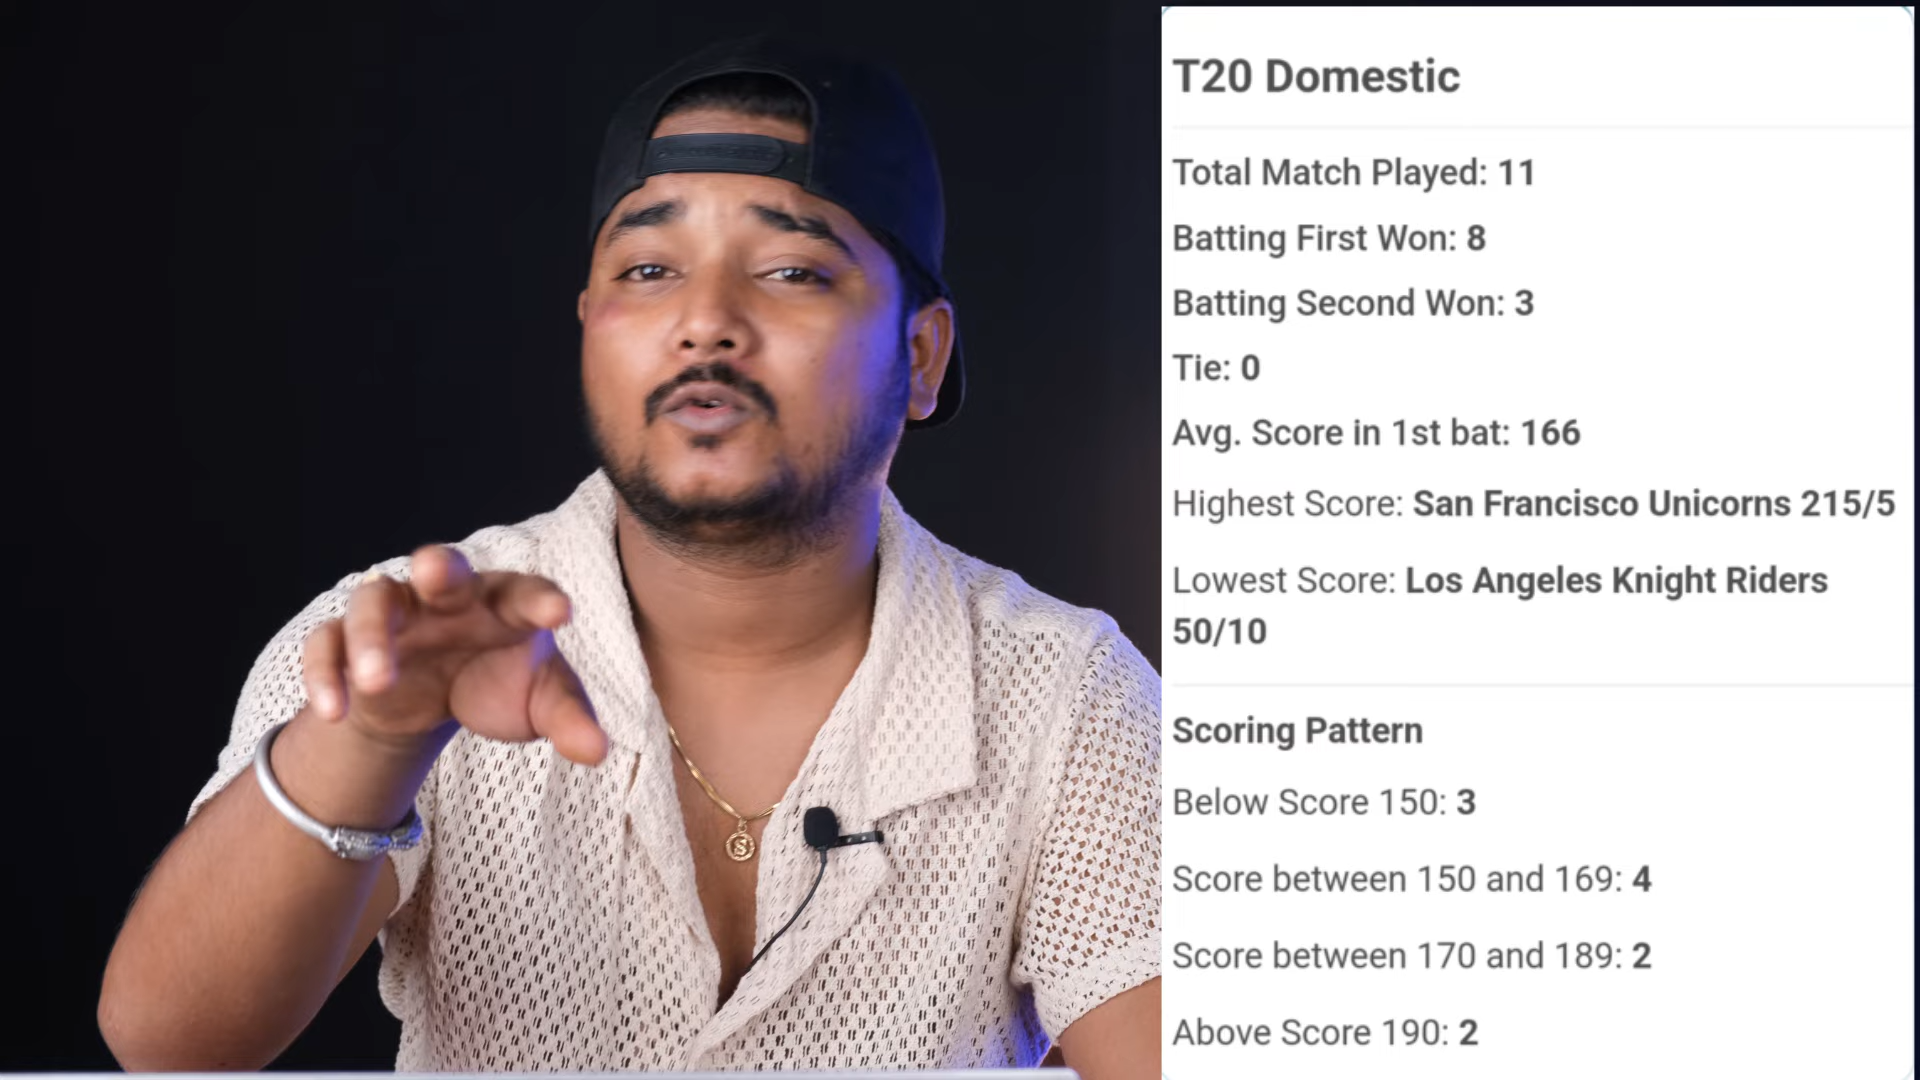 T20 Domestic
Total Match Played: 11
Batting First Won: 8
Batting Second Won: 3
Tie: 0
Avg. Score in 1st bat: 166
Highest Score: San Francisco Unicorns 215/5
Lowest Score: Los Angeles Knight Riders
50/10
Scoring Pattern
Below Score 150: 3
Score between 150 and 169: 4
Score between 170 and 189: 2
Above Score 190: 2
S